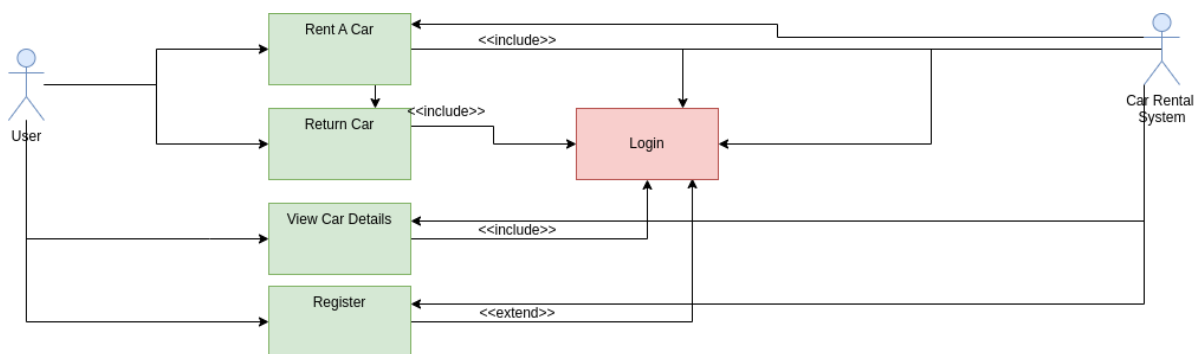 Rent A Car
<<include>>
User
Return Car
<<include>>
Login
Car Rental
System
View Car Details
<<include>>
Register
<<extend>>